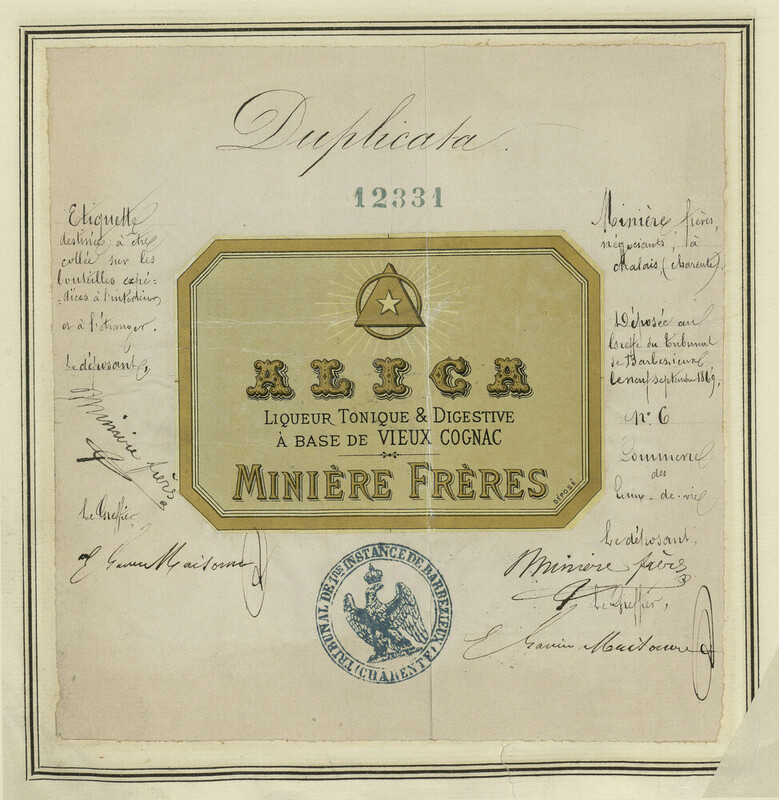 Duplicata.
12331
Etiquette
destinée à être
collée sur les
bouteilles expé-
diées à l'intérieur
et à l'étranger.
Le déposant,
Minière frères
Le Greffier
ALICA
LIQUEUR TONIQUE & DIGESTIVE
À BASE DE VIEUX COGNAC
MINIÈRE FRÈRES
DÉPOSÉ
TRIBUNAL DE 1ÈRE INSTANCE DE BARBEZIEUX
(CHARENTE)
Minière frères,
négociants, à
Chalais (Charente).
Déposée au
Greffe du Tribunal
de Barbezieux
le neuf septembre 1869,
N° 6
Commerce
des
Eaux-de-vie
Le déposant,
Minière frères
Le Greffier,